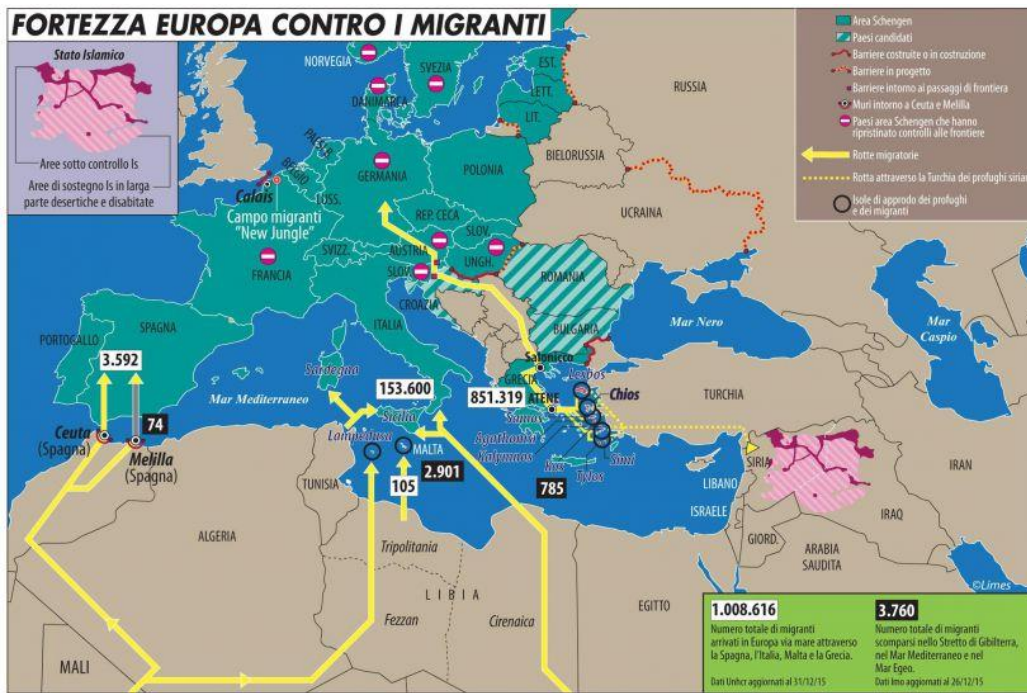 FORTEZZA EUROPA CONTRO I MIGRANTI
Stato Islamico
Aree sotto controllo Is
Aree di sostegno Is in larga
parte desertiche e disabitate
Area Schengen
Paesi candidati
Barriere costruite o in costruzione
Barriere in progetto
Barriere intorno ai passaggi di frontiera
Muri intorno a Ceuta e Melilla
Paesi area Schengen che hanno
ripristinato controlli alle frontiere
Rotte migratorie
Rotta attraverso la Turchia dei profughi siriani
Isole di approdo dei profughi
e dei migranti
NORVEGIA
SVEZIA
EST.
LETT.
LIT.
DANIMARCA
RUSSIA
BIELORUSSIA
PAESI B.
BELGIO
LUSS.
GERMANIA
POLONIA
Calais
Campo migranti
"New Jungle"
UCRAINA
REP. CECA
SLOV.
AUSTRIA
UNGH.
SVIZZ.
FRANCIA
SLOV.
ROMANIA
CROAZIA
ITALIA
BULGARIA
Mar Nero
Mar
Caspio
PORTOGALLO
SPAGNA
3.592
Sardegna
153.600
Salonicco
GRECIA
851.319
ATENE
Lesbos
Chios
TURCHIA
Mar Mediterraneo
Sicilia
Samos
Agathonisi
Kalymnos
Kos
Tylos
Simi
74
Ceuta
(Spagna)
Melilla
(Spagna)
Lampedusa
MALTA
2.901
105
785
TUNISIA
SIRIA
LIBANO
ISRAELE
IRAN
IRAQ
GIORD.
ARABIA
SAUDITA
ALGERIA
Tripolitania
LIBIA
Fezzan
Cirenaica
EGITTO
MALI
©Limes
1.008.616
Numero totale di migranti
arrivati in Europa via mare attraverso
la Spagna, l'Italia, Malta e la Grecia.
Dati Unhcr aggiornati al 31/12/15
3.760
Numero totale di migranti
scomparsi nello Stretto di Gibilterra,
nel Mar Mediterraneo e nel
Mar Egeo.
Dati Imo aggiornati al 26/12/15